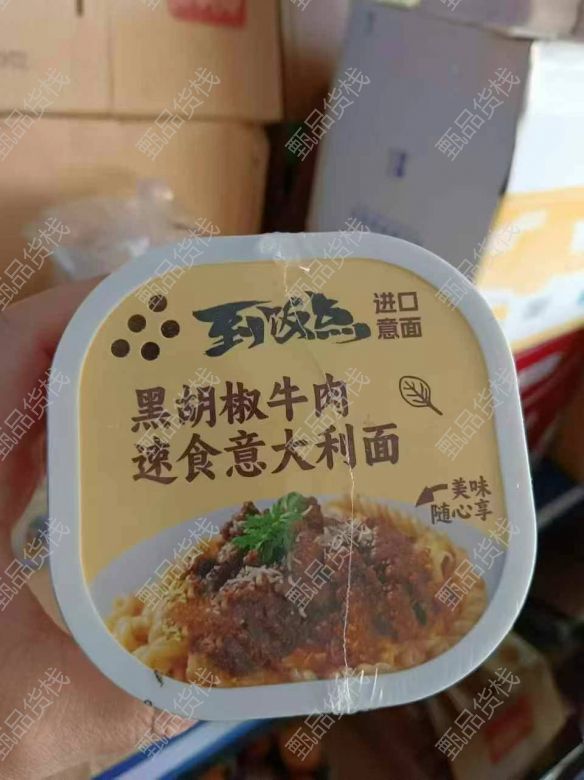 到饭点
进口
意面
黑胡椒牛肉
速食意大利面
美味
随心享
甄品货栈